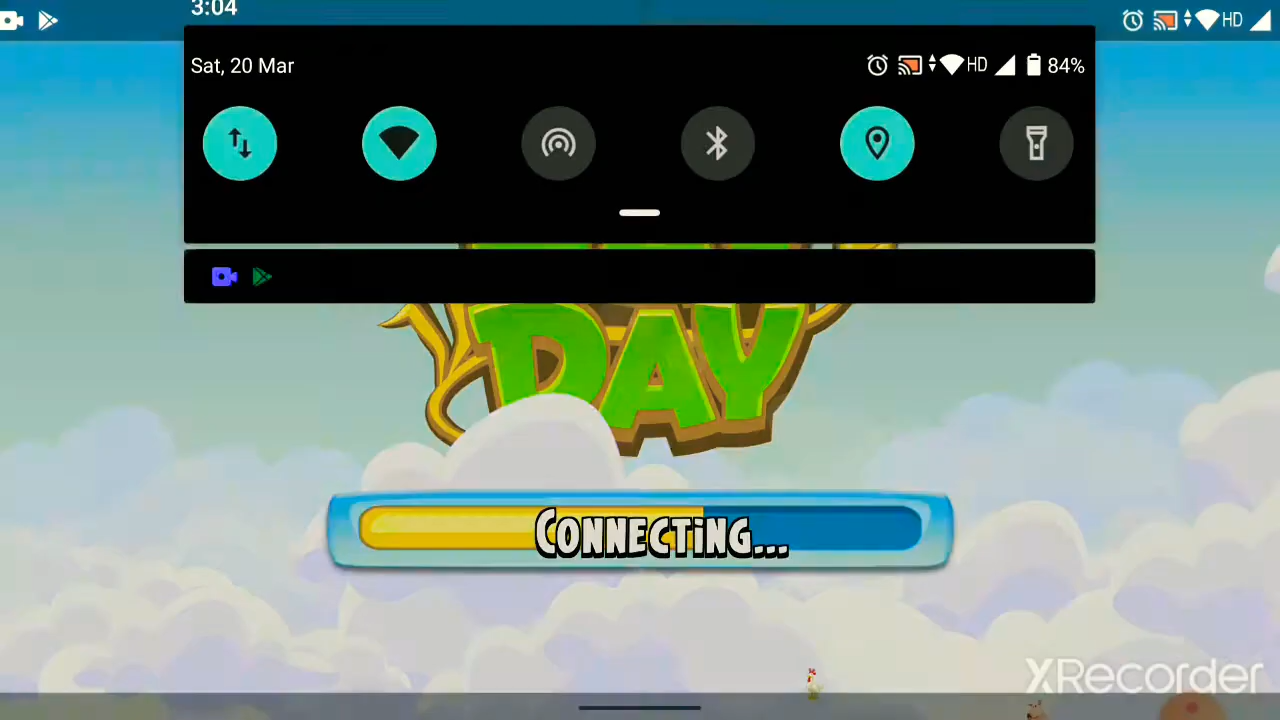 3:04
HD
Sat, 20 Mar
HD
84%
DAY
CONNECTING...
XRecorder